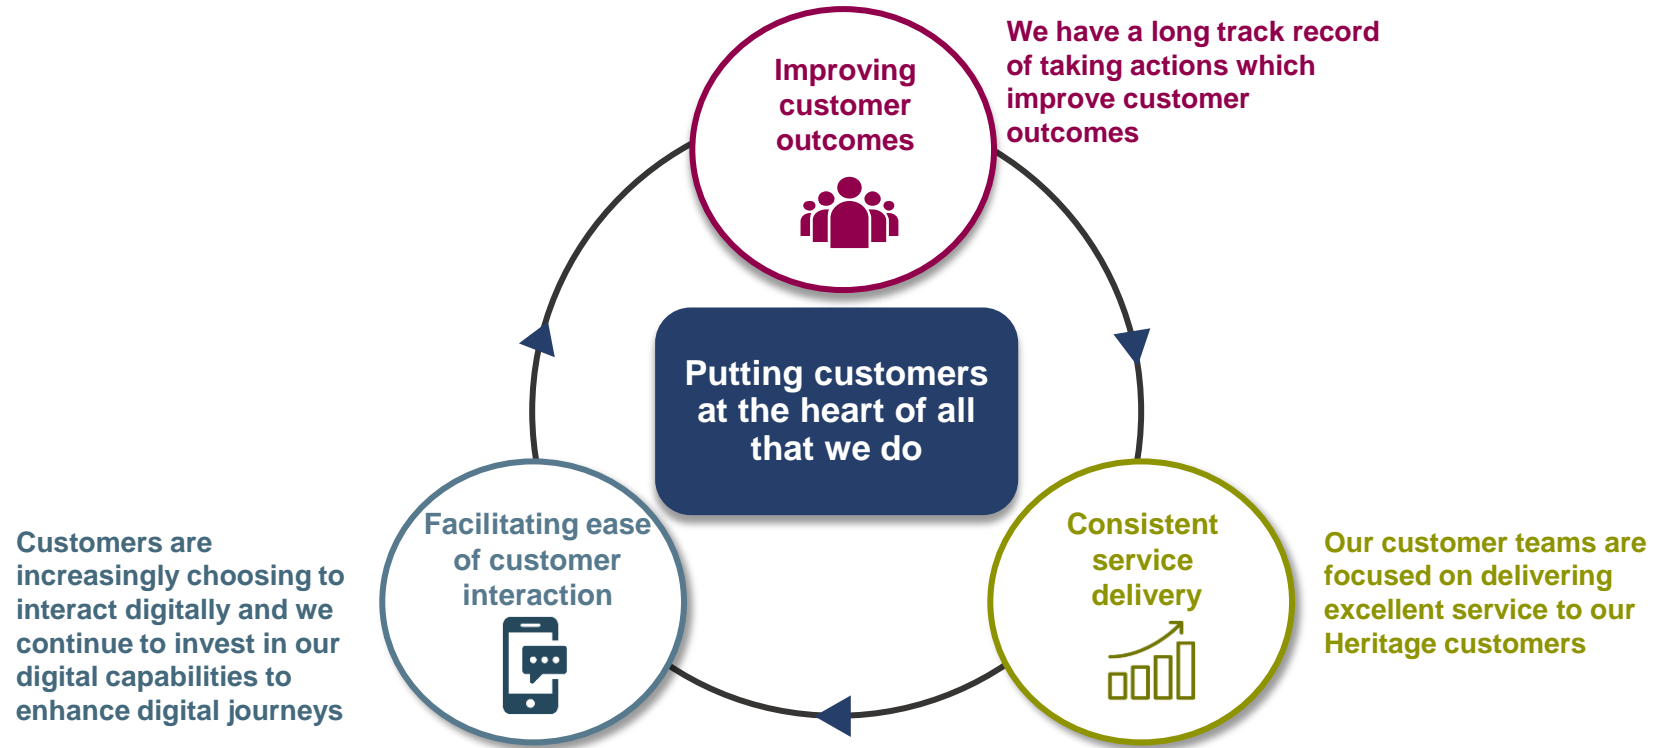 Improving
customer
outcomes
We have a long track record
of taking actions which
improve customer
outcomes
Putting customers
at the heart of all
that we do
Consistent
service
delivery
Our customer teams are
focused on delivering
excellent service to our
Heritage customers
Facilitating ease
of customer
interaction
Customers are
increasingly choosing to
interact digitally and we
continue to invest in our
digital capabilities to
enhance digital journeys